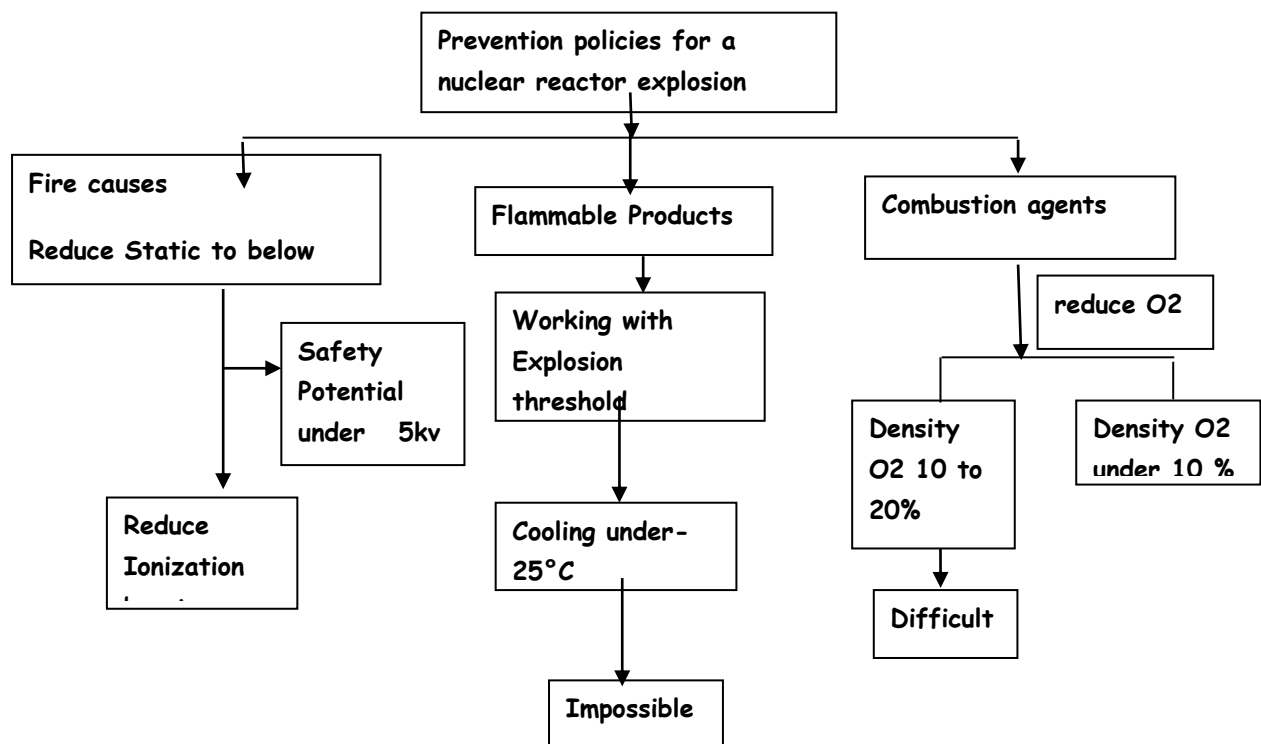 Prevention policies for a
nuclear reactor explosion
Fire causes
Reduce Static to below
Flammable Products
Combustion agents
reduce O2
Safety
Potential
under 5kv
Working with
Explosion
threshold
Density
O2 10 to
20%
Density O2
under 10 %
Reduce
Ionization
Cooling under-
25°C
Difficult
Impossible